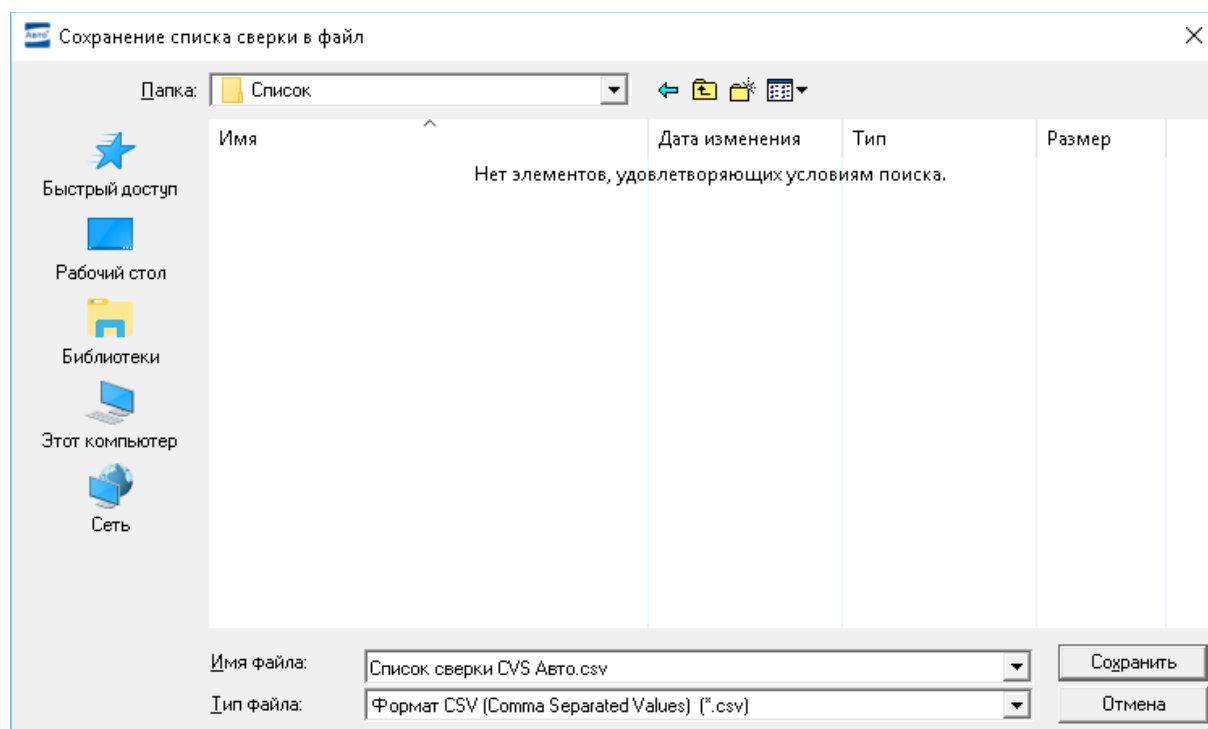 Авто
Сохранение списка сверки в файл
Папка: Список
Имя Дата изменения Тип Размер
Нет элементов, удовлетворяющих условиям поиска.
Быстрый доступ
Рабочий стол
Библиотеки
Этот компьютер
Сеть
Имя файла: Список сверки CVS Авто.csv Сохранить
Тип файла: Формат CSV (Comma Separated Values) (*.csv) Отмена